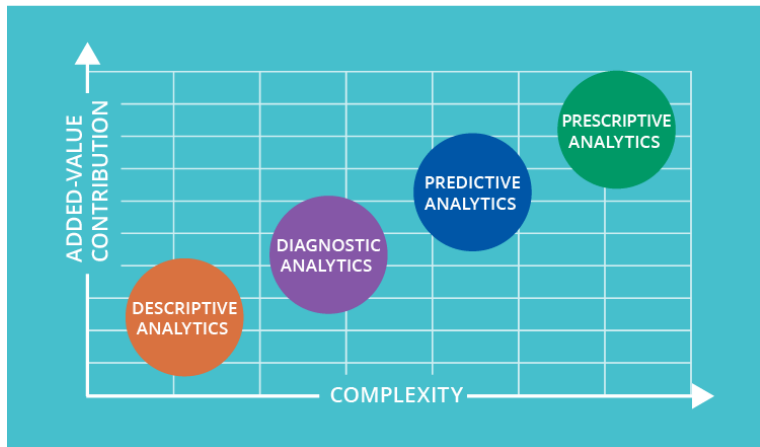 ADDED-VALUE
CONTRIBUTION
PRESCRIPTIVE
ANALYTICS
PREDICTIVE
ANALYTICS
DIAGNOSTIC
ANALYTICS
DESCRIPTIVE
ANALYTICS
COMPLEXITY